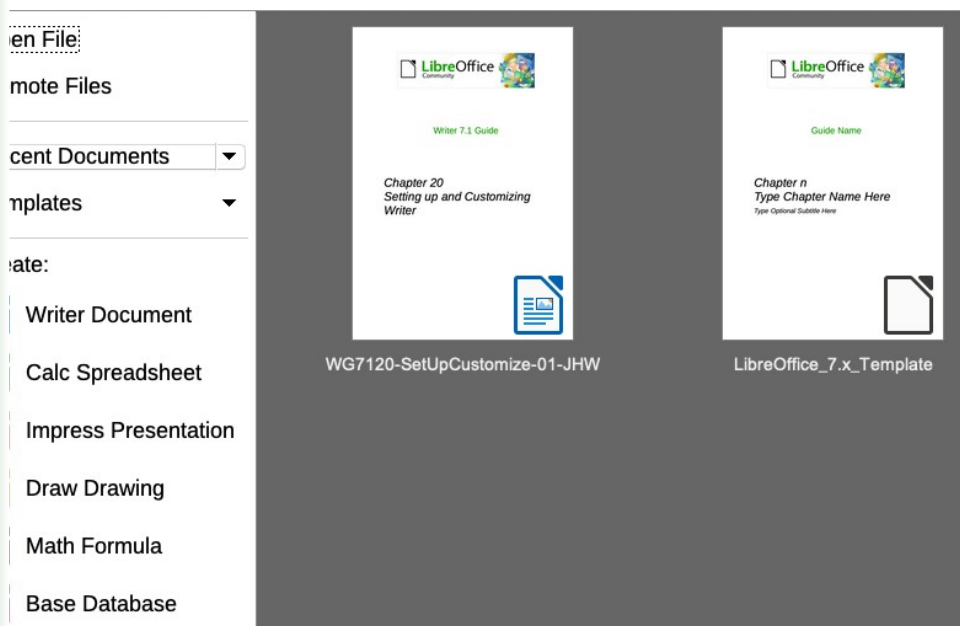 en File
mote Files
cent Documents
mplates
ate:
Writer Document
Calc Spreadsheet
Impress Presentation
Draw Drawing
Math Formula
Base Database
LibreOffice
Community
Writer 7.1 Guide
Chapter 20
Setting up and Customizing
Writer
WG7120-SetUpCustomize-01-JHW
LibreOffice
Community
Guide Name
Chapter n
Type Chapter Name Here
Type Optional Subtitle Here
LibreOffice_7.x_Template